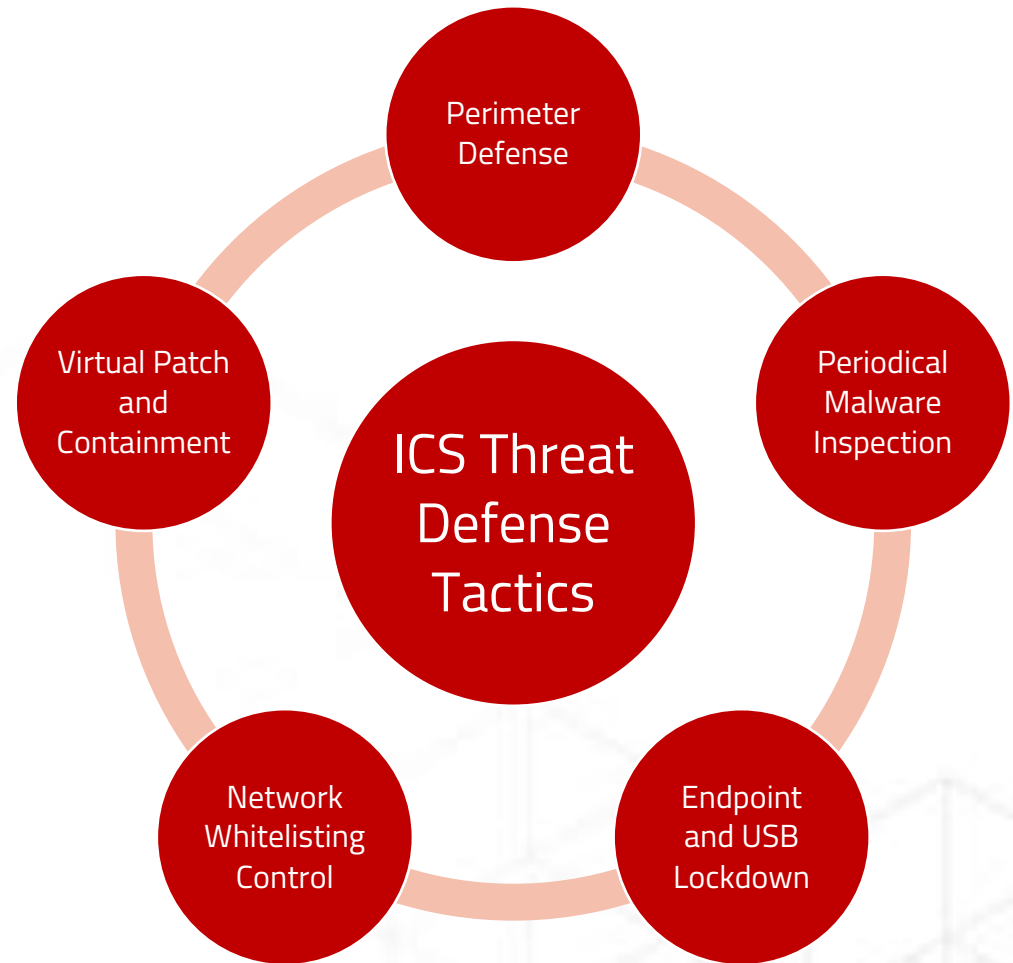 Perimeter
Defense
Virtual Patch
and
Containment
Periodical
Malware
Inspection
ICS Threat
Defense
Tactics
Network
Whitelisting
Control
Endpoint
and USB
Lockdown